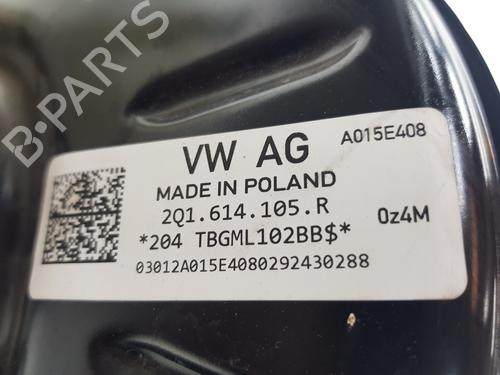 B-PARTS
VW AG
A015E408
MADE IN POLAND
2Q1.614.105.R
0z4M
*204 TBGML102BB$*
03012A015E4080292430288